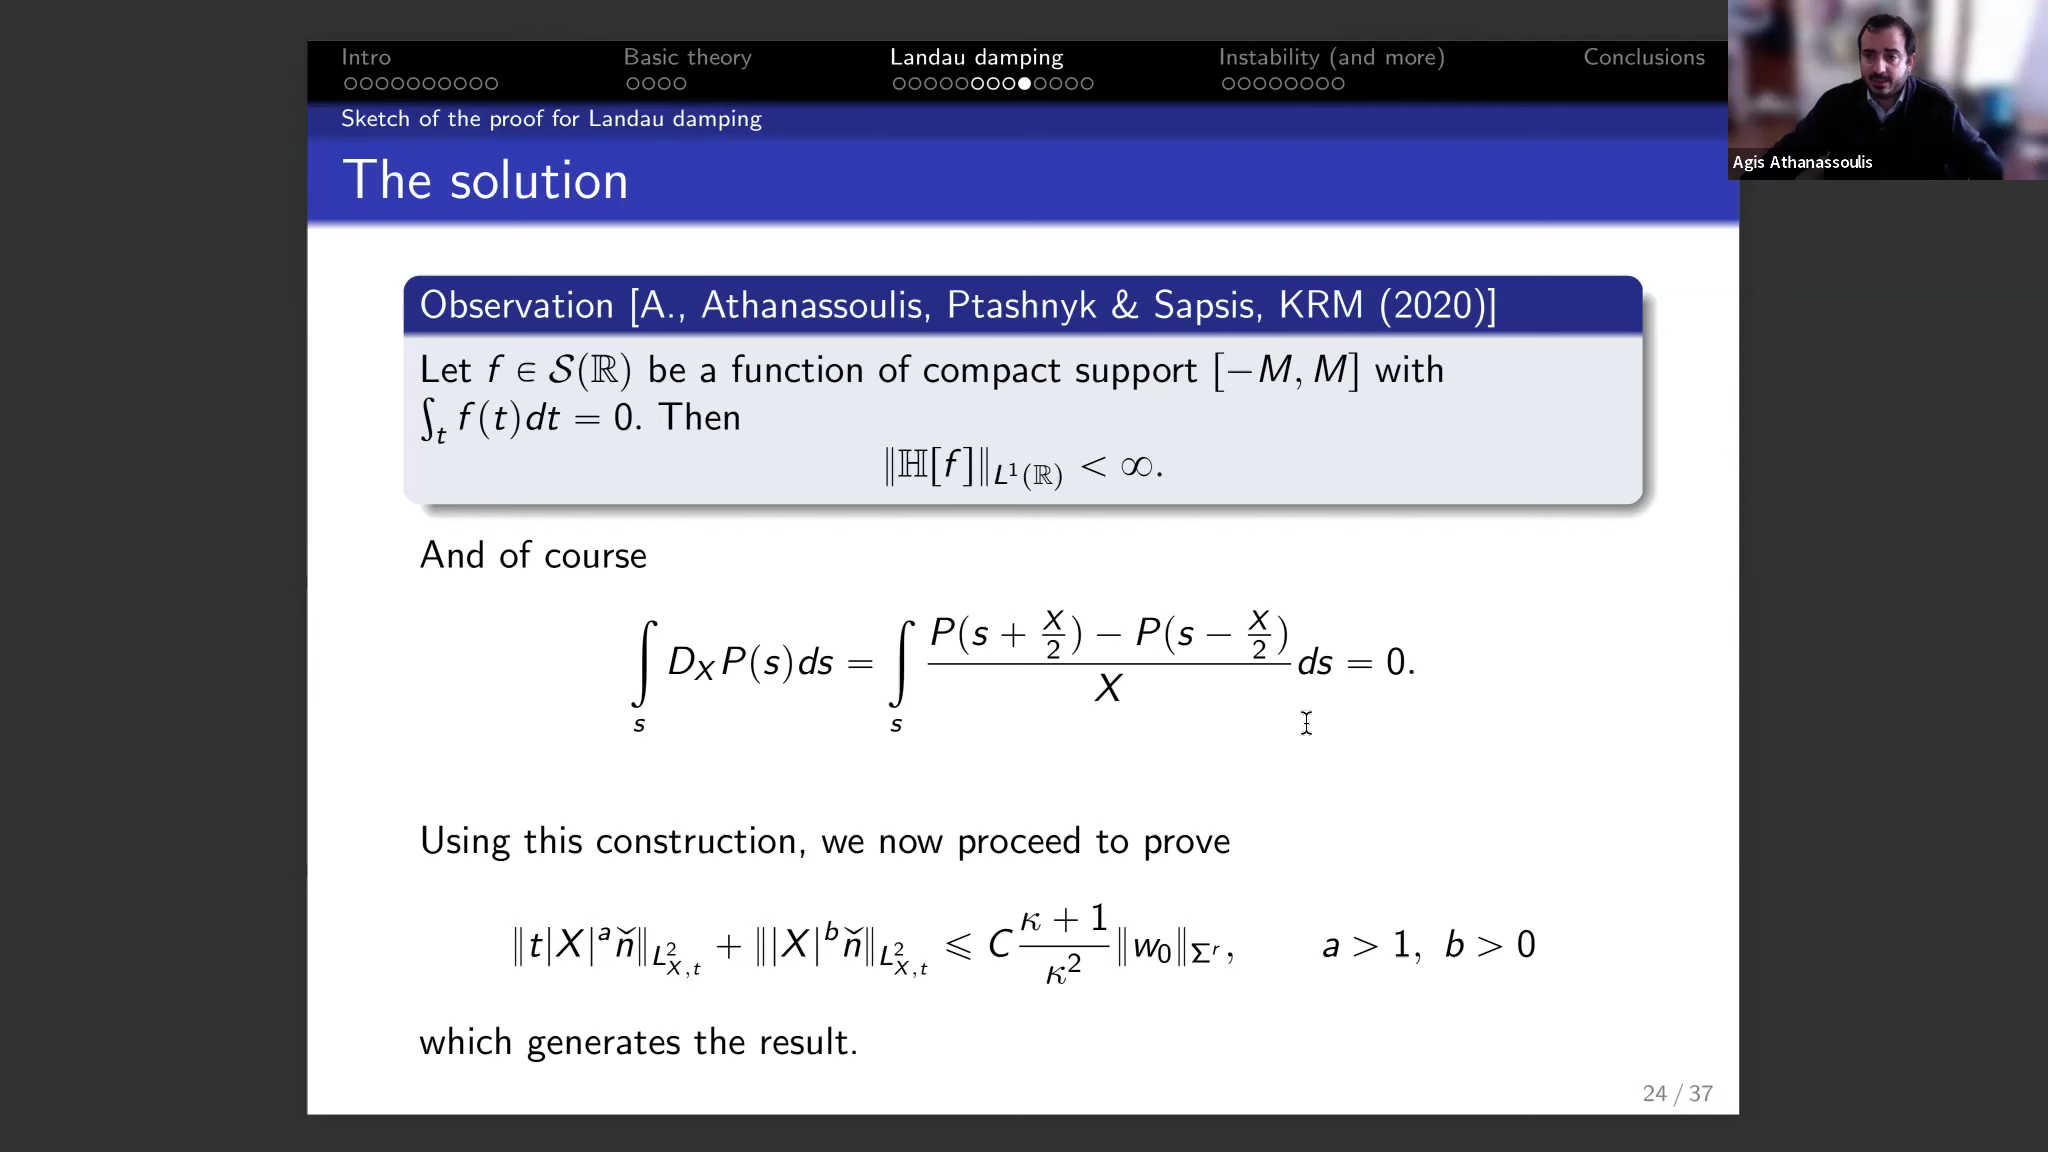 Intro Basic theory Landau damping Instability (and more) Conclusions
Sketch of the proof for Landau damping
The solution
Agis Athanassoulis
Observation [A., Athanassoulis, Ptashnyk & Sapsis, KRM (2020)]
Let f ∈ 𝒮(ℝ) be a function of compact support [−M, M] with
∫_t f(t)dt = 0. Then
‖ℍ[f]‖_{L¹(ℝ)} < ∞.
And of course
∫_s D_X P(s)ds = ∫_s (P(s + X/2) − P(s − X/2))/X ds = 0.
Using this construction, we now proceed to prove
‖t|X|^a ň‖_{L²_{X,t}} + ‖|X|^b ň‖_{L²_{X,t}} ⩽ C (κ + 1)/κ² ‖w₀‖_{Σ^r}, a > 1, b > 0
which generates the result.
24 / 37